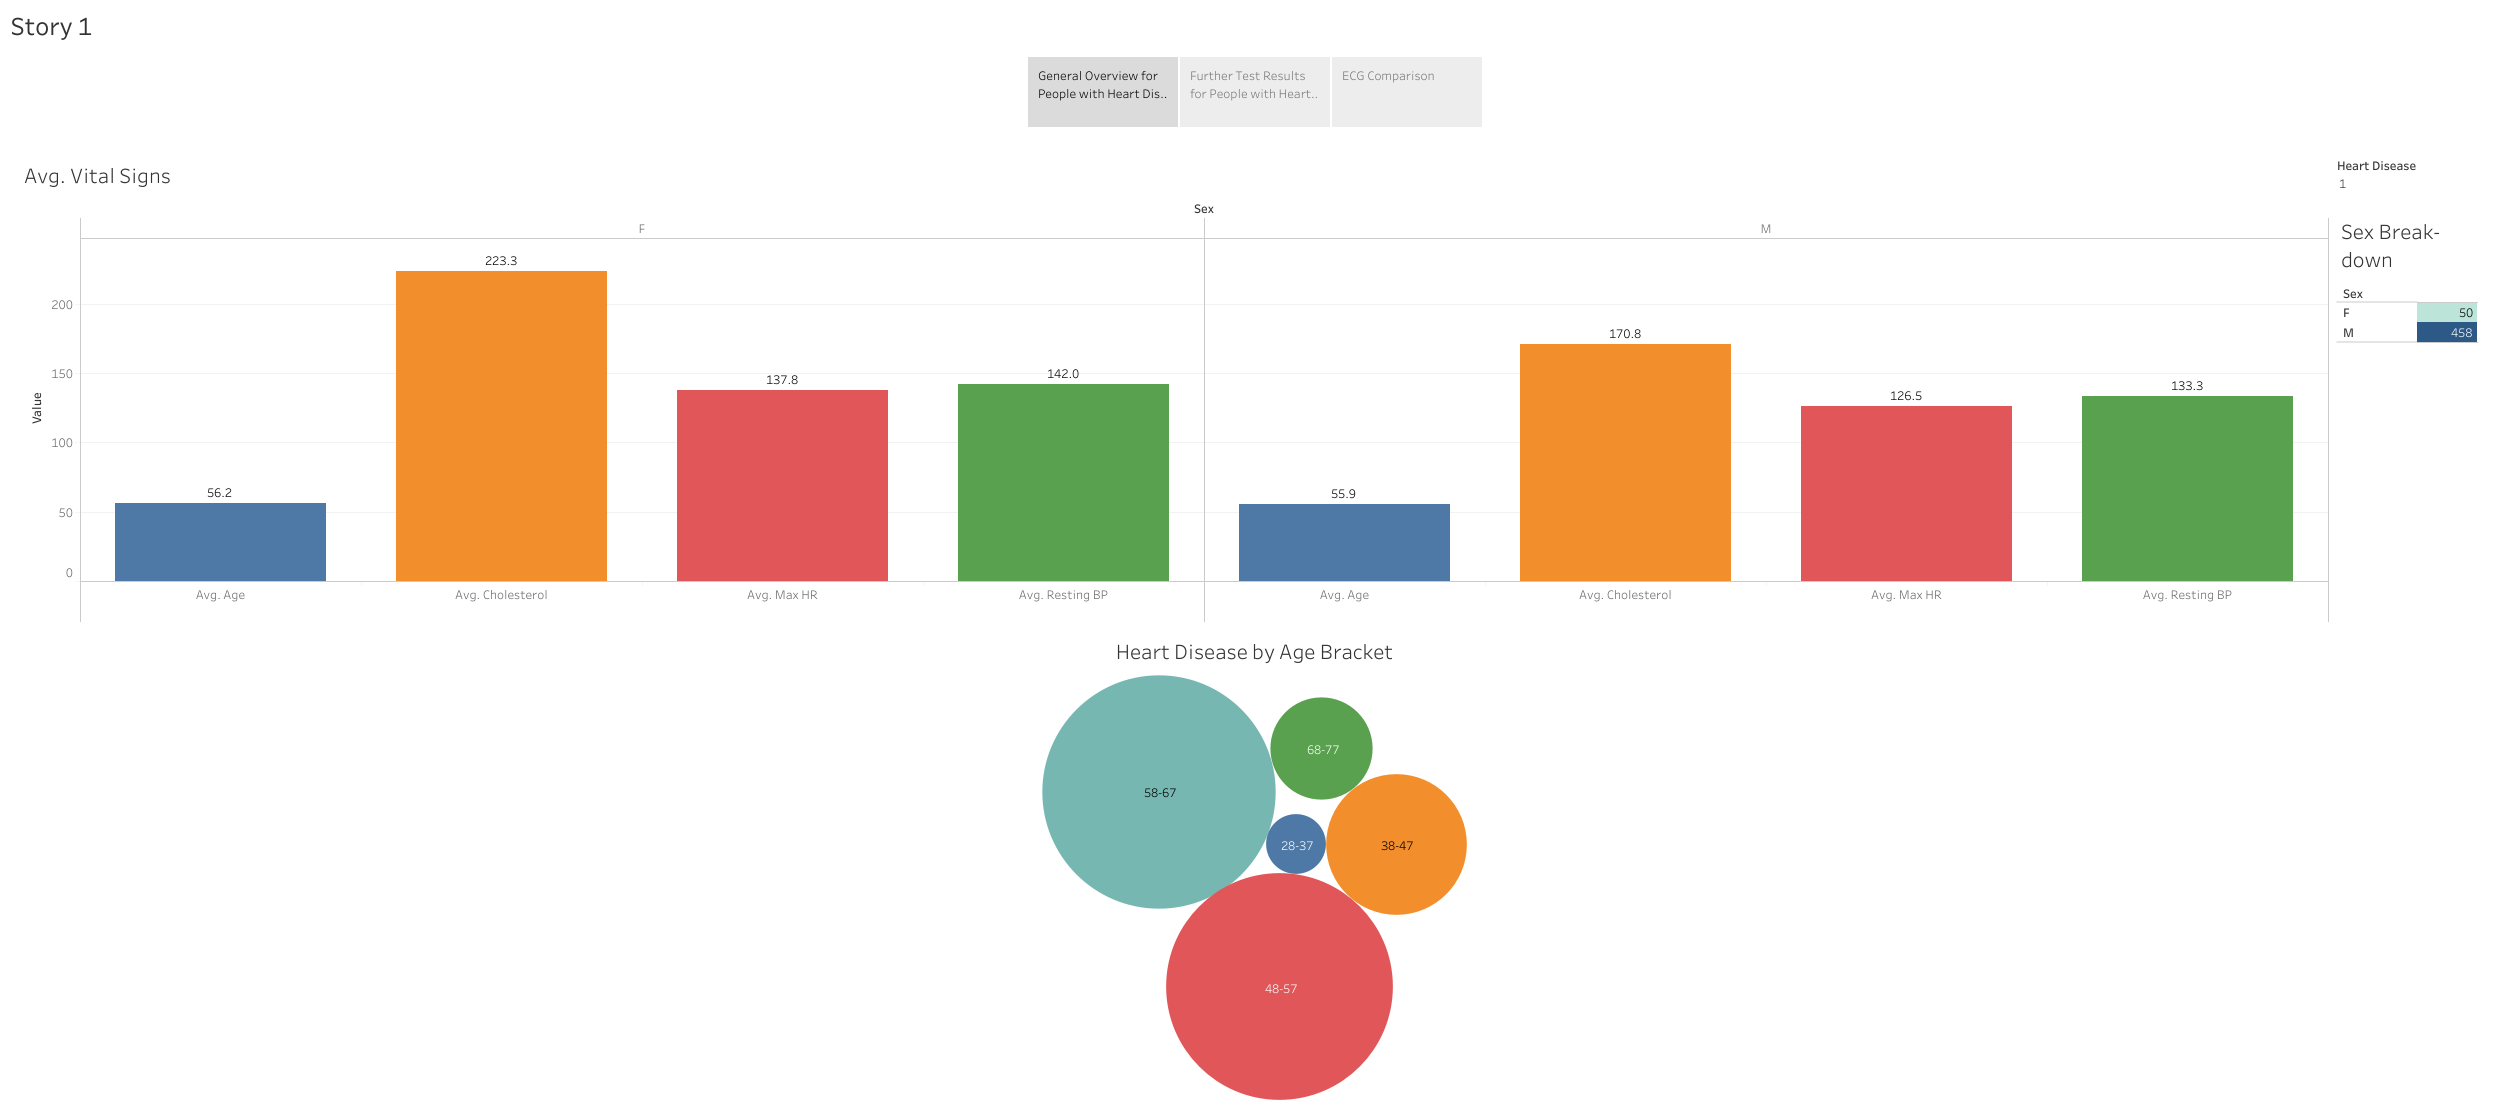 Story 1
General Overview for
People with Heart Dis..
Further Test Results
for People with Heart..
ECG Comparison
Avg. Vital Signs
Heart Disease
1
Sex
F
M
Sex Break-
down
Sex
F 50
M 458
Value
200
150
100
50
0
56.2
223.3
137.8
142.0
55.9
170.8
126.5
133.3
Avg. Age
Avg. Cholesterol
Avg. Max HR
Avg. Resting BP
Avg. Age
Avg. Cholesterol
Avg. Max HR
Avg. Resting BP
Heart Disease by Age Bracket
68-77
58-67
28-37
38-47
48-57